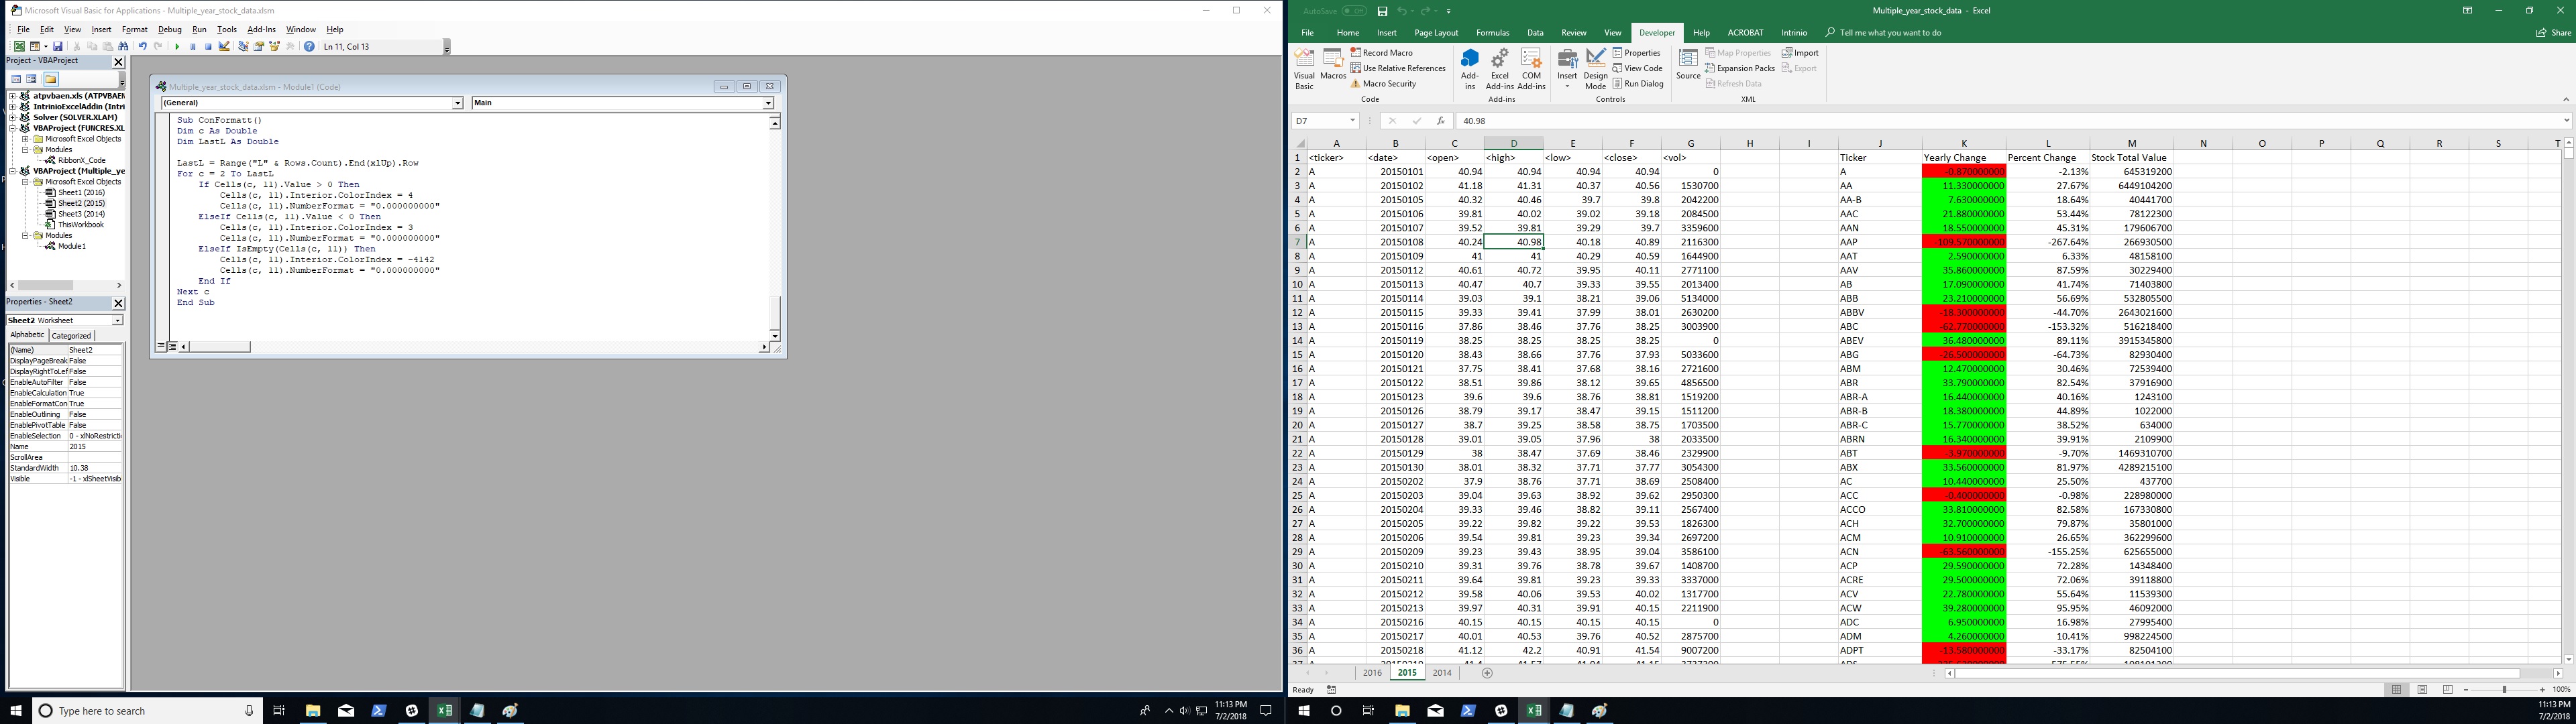 Microsoft Visual Basic for Applications - Multiple_year_stock_data.xlsm
File Edit View Insert Format Debug Run Tools Add-Ins Window Help
Ln 11, Col 13
Project - VBAProject
atpvbaen.xls (ATPVBAEN
IntrinioExcelAddin (Intri
Solver (SOLVER.XLAM)
VBAProject (FUNCRES.XL
Microsoft Excel Objects
Modules
RibbonX_Code
VBAProject (Multiple_ye
Microsoft Excel Objects
Sheet1 (2016)
Sheet2 (2015)
Sheet3 (2014)
ThisWorkbook
Modules
Module1
Properties - Sheet2
Sheet2 Worksheet
Alphabetic Categorized
(Name) Sheet2
DisplayPageBreak False
DisplayRightToLef False
EnableAutoFilter False
EnableCalculation True
EnableFormatCon True
EnableOutlining False
EnablePivotTable False
EnableSelection 0 - xlNoRestricti
Name 2015
ScrollArea
StandardWidth 10.38
Visible -1 - xlSheetVisib
Multiple_year_stock_data.xlsm - Module1 (Code)
(General) Main
Sub ConFormatt()
Dim c As Double
Dim LastL As Double
LastL = Range("L" & Rows.Count).End(xlUp).Row
For c = 2 To LastL
If Cells(c, 11).Value > 0 Then
Cells(c, 11).Interior.ColorIndex = 4
Cells(c, 11).NumberFormat = "0.000000000"
ElseIf Cells(c, 11).Value < 0 Then
Cells(c, 11).Interior.ColorIndex = 3
Cells(c, 11).NumberFormat = "0.000000000"
ElseIf IsEmpty(Cells(c, 11)) Then
Cells(c, 11).Interior.ColorIndex = -4142
Cells(c, 11).NumberFormat = "0.000000000"
End If
Next c
End Sub
AutoSave Off Multiple_year_stock_data - Excel
File Home Insert Page Layout Formulas Data Review View Developer Help ACROBAT Intrinio Tell me what you want to do Share
Visual Basic Macros Record Macro Use Relative References Macro Security Code
Add-ins Excel Add-ins COM Add-ins Add-ins
Insert Design Mode Properties View Code Run Dialog Controls
Source Map Properties Expansion Packs Refresh Data Import Export XML
D7 fx 40.98
A B C D E F G H I J K L M N O P Q R S T
1 <ticker> <date> <open> <high> <low> <close> <vol> Ticker Yearly Change Percent Change Stock Total Value
2 A 20150101 40.94 40.94 40.94 40.94 0 A -0.870000000 -2.13% 645319200
3 A 20150102 41.18 41.31 40.37 40.56 1530700 AA 11.330000000 27.67% 6449104200
4 A 20150105 40.32 40.46 39.7 39.8 2042200 AA-B 7.630000000 18.64% 40441700
5 A 20150106 39.81 40.02 39.02 39.18 2084500 AAC 21.880000000 53.44% 78122300
6 A 20150107 39.52 39.81 39.29 39.7 3359600 AAN 18.550000000 45.31% 179606700
7 A 20150108 40.24 40.98 40.18 40.89 2116300 AAP -109.570000000 -267.64% 266930500
8 A 20150109 41 41 40.29 40.59 1644900 AAT 2.590000000 6.33% 48158100
9 A 20150112 40.61 40.72 39.95 40.11 2771100 AAV 35.860000000 87.59% 30229400
10 A 20150113 40.47 40.7 39.33 39.55 2013400 AB 17.090000000 41.74% 71403800
11 A 20150114 39.03 39.1 38.21 39.06 5134000 ABB 23.210000000 56.69% 532805500
12 A 20150115 39.33 39.41 37.99 38.01 2630200 ABBV -18.300000000 -44.70% 2643021600
13 A 20150116 37.86 38.46 37.76 38.25 3003900 ABC -62.770000000 -153.32% 516218400
14 A 20150119 38.25 38.25 38.25 38.25 0 ABEV 36.480000000 89.11% 3915345800
15 A 20150120 38.43 38.66 37.76 37.93 5033600 ABG -26.500000000 -64.73% 82930400
16 A 20150121 37.75 38.41 37.68 38.16 2721600 ABM 12.470000000 30.46% 72539400
17 A 20150122 38.51 39.86 38.12 39.65 4856500 ABR 33.790000000 82.54% 37916900
18 A 20150123 39.6 39.6 38.76 38.81 1519200 ABR-A 16.440000000 40.16% 1243100
19 A 20150126 38.79 39.17 38.47 39.15 1511200 ABR-B 18.380000000 44.89% 1022000
20 A 20150127 38.7 39.25 38.58 38.75 1703500 ABR-C 15.770000000 38.52% 634000
21 A 20150128 39.01 39.05 37.96 38 2033500 ABRN 16.340000000 39.91% 2109900
22 A 20150129 38 38.47 37.69 38.46 2329900 ABT -3.970000000 -9.70% 1469310700
23 A 20150130 38.01 38.32 37.71 37.77 3054300 ABX 33.560000000 81.97% 4289215100
24 A 20150202 37.9 38.76 37.71 38.69 2508400 AC 10.440000000 25.50% 437700
25 A 20150203 39.04 39.63 38.92 39.62 2950300 ACC -0.400000000 -0.98% 228980000
26 A 20150204 39.33 39.46 38.82 39.11 2567400 ACCO 33.810000000 82.58% 167330800
27 A 20150205 39.22 39.82 39.22 39.53 1826300 ACH 32.700000000 79.87% 35801000
28 A 20150206 39.54 39.81 39.23 39.34 2697200 ACM 10.910000000 26.65% 362299600
29 A 20150209 39.23 39.43 38.95 39.04 3586100 ACN -63.560000000 -155.25% 625655000
30 A 20150210 39.31 39.76 38.78 39.67 1408700 ACP 29.590000000 72.28% 14348400
31 A 20150211 39.64 39.81 39.23 39.33 3337000 ACRE 29.500000000 72.06% 39118800
32 A 20150212 39.58 40.06 39.53 40.02 1317700 ACV 22.780000000 55.64% 11539300
33 A 20150213 39.97 40.31 39.91 40.15 2211900 ACW 39.280000000 95.95% 46092000
34 A 20150216 40.15 40.15 40.15 40.15 0 ADC 6.950000000 16.98% 27995400
35 A 20150217 40.01 40.53 39.76 40.52 2875700 ADM 4.260000000 10.41% 998224500
36 A 20150218 41.12 42.2 40.91 41.54 9007200 ADPT -13.580000000 -33.17% 82504100
2016 2015 2014
Ready 100%
Type here to search
11:13 PM
7/2/2018
11:13 PM
7/2/2018